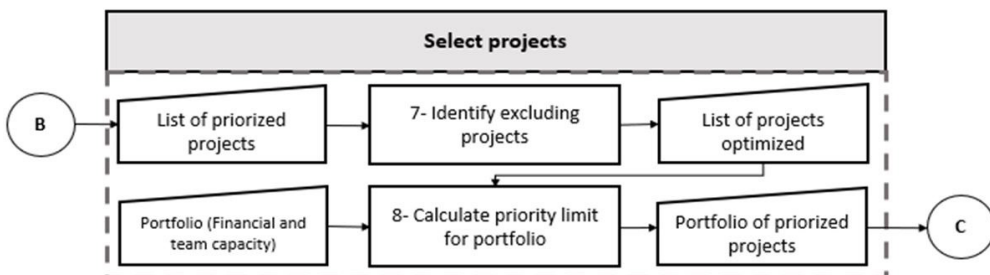 Select projects
B
List of priorized
projects
7- Identify excluding
projects
List of projects
optimized
Portfolio (Financial and
team capacity)
8- Calculate priority limit
for portfolio
Portfolio of priorized
projects
C